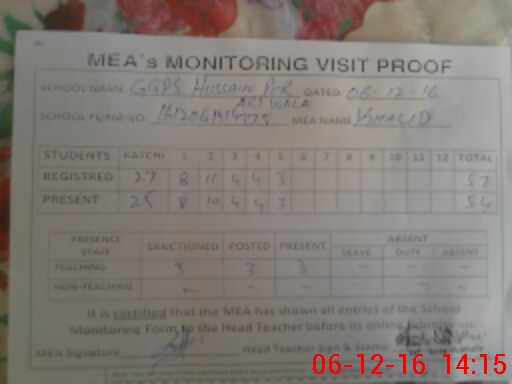 MEA's MONITORING VISIT PROOF
SCHOOL NAME GGPS HUSSAIN PUR DATED 06-12-16
ARI WALA
SCHOOL FORM NO MEA NAME KHALID
STUDENTS KATCHI 1 2 3 4 5 6 7 8 9 10 11 12 TOTAL
REGISTRED 27 8 11 4 4 3 57
PRESENT 25 8 10 4 4 3 54
PRESENCE STAFF SANCTIONED POSTED PRESENT ABSENT
LEAVE DUTY ABSENT
TEACHING 3 3 3 - - -
NON-TEACHING - - - - - -
It is certified that the MEA has shown all entries of the School
Monitoring Form to the Head Teacher before its online submission.
MEA Signature Head Teacher Sign & Stamp
06-12-16 14:15